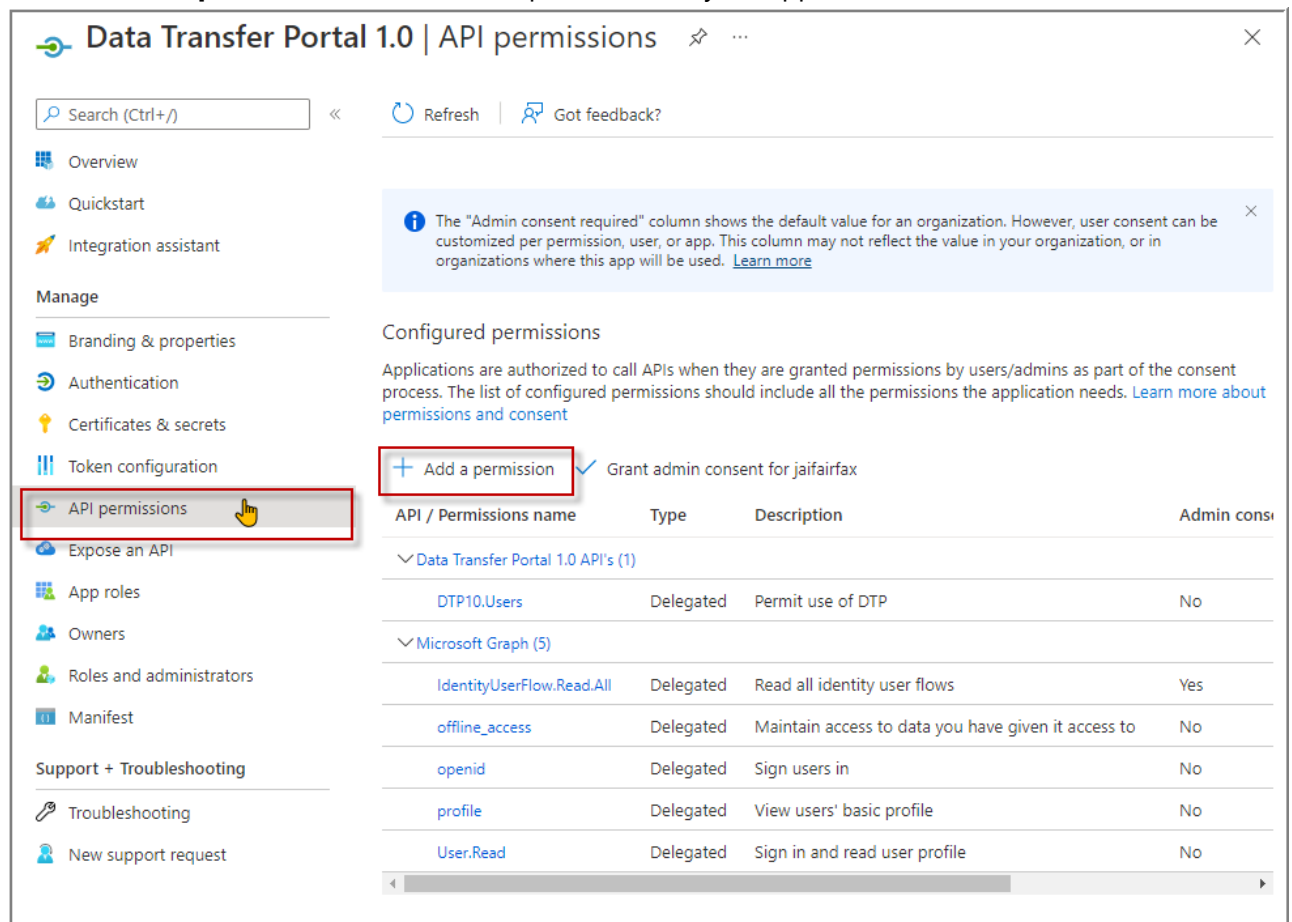 Data Transfer Portal 1.0 | API permissions
Search (Ctrl+/)
Refresh
Got feedback?
Overview
Quickstart
Integration assistant
The "Admin consent required" column shows the default value for an organization. However, user consent can be
customized per permission, user, or app. This column may not reflect the value in your organization, or in
organizations where this app will be used. Learn more
Manage
Branding & properties
Authentication
Certificates & secrets
Token configuration
API permissions
Expose an API
App roles
Owners
Roles and administrators
Manifest
Support + Troubleshooting
Troubleshooting
New support request
Configured permissions
Applications are authorized to call APIs when they are granted permissions by users/admins as part of the consent
process. The list of configured permissions should include all the permissions the application needs. Learn more about
permissions and consent
Add a permission
Grant admin consent for jaifairfax
API / Permissions name Type Description Admin cons
Data Transfer Portal 1.0 API's (1)
DTP10.Users Delegated Permit use of DTP No
Microsoft Graph (5)
IdentityUserFlow.Read.All Delegated Read all identity user flows Yes
offline_access Delegated Maintain access to data you have given it access to No
openid Delegated Sign users in No
profile Delegated View users' basic profile No
User.Read Delegated Sign in and read user profile No